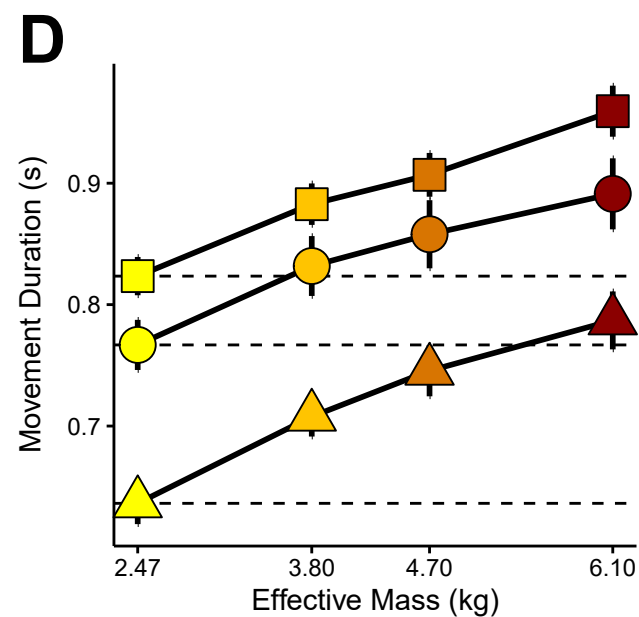 D
Movement Duration (s)
0.9
0.8
0.7
2.47 3.80 4.70 6.10
Effective Mass (kg)